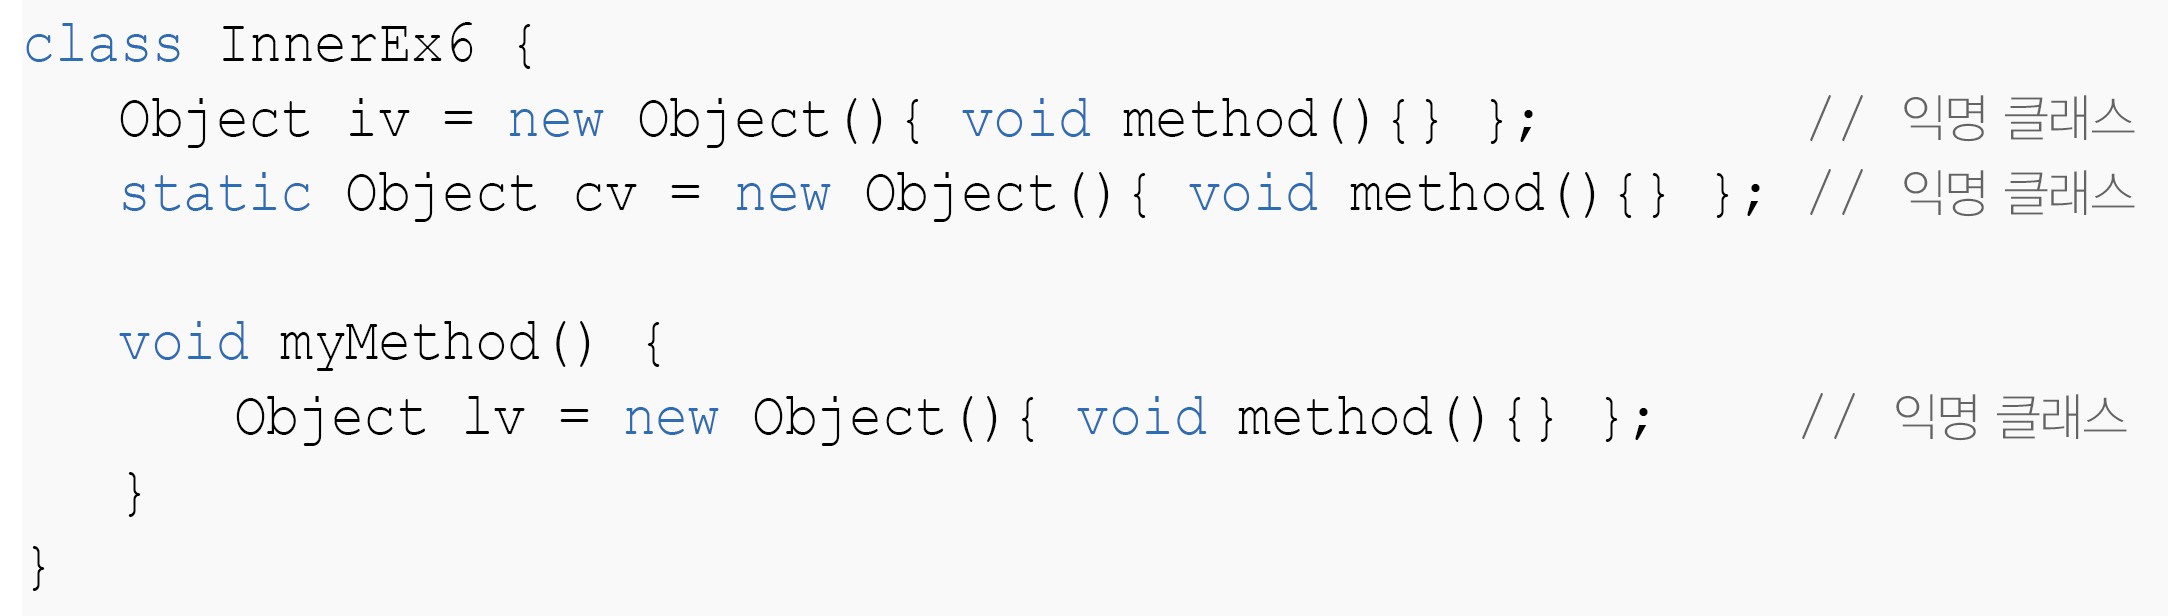 class InnerEx6 {
Object iv = new Object(){ void method(){} }; // 익명 클래스
static Object cv = new Object(){ void method(){} }; // 익명 클래스
void myMethod() {
Object lv = new Object(){ void method(){} }; // 익명 클래스
}
}